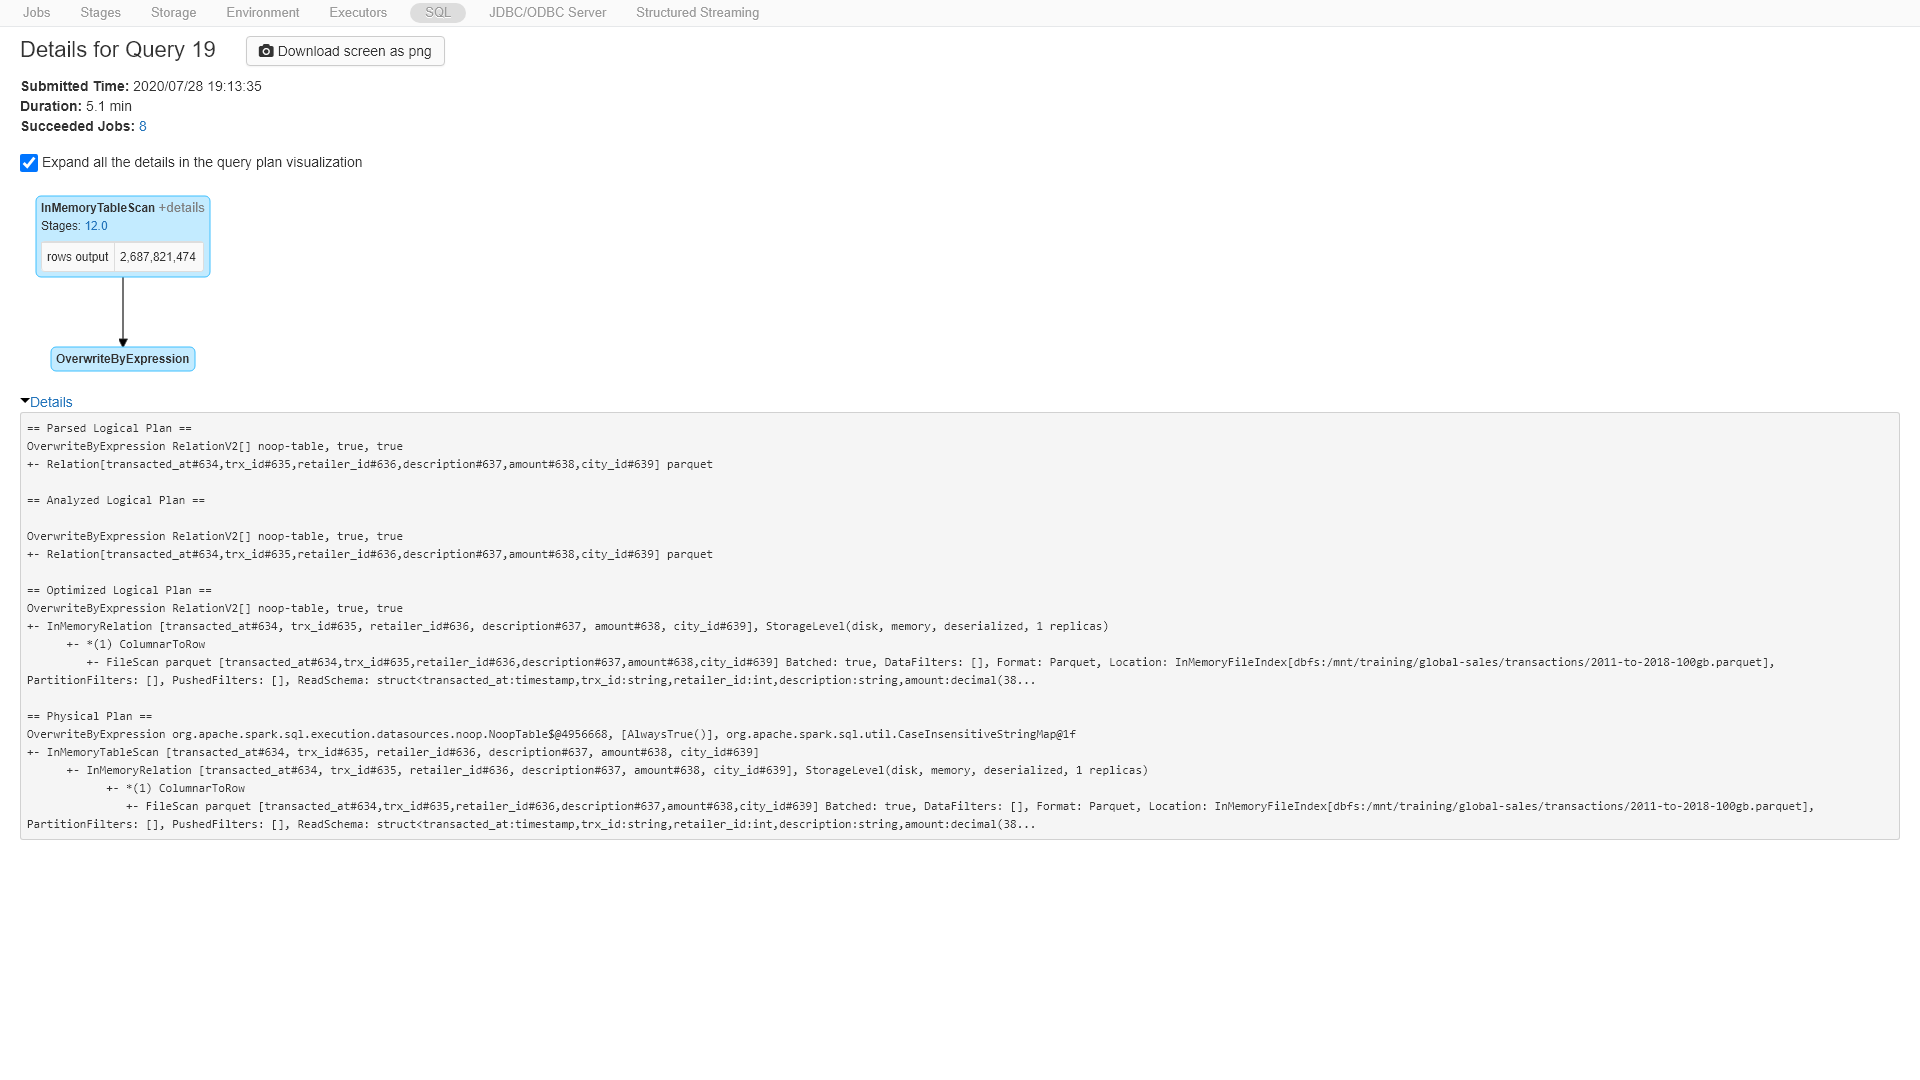 Jobs Stages Storage Environment Executors SQL JDBC/ODBC Server Structured Streaming
Details for Query 19 Download screen as png
Submitted Time: 2020/07/28 19:13:35
Duration: 5.1 min
Succeeded Jobs: 8
Expand all the details in the query plan visualization
InMemoryTableScan +details
Stages: 12.0
rows output 2,687,821,474
OverwriteByExpression
Details
== Parsed Logical Plan ==
OverwriteByExpression RelationV2[] noop-table, true, true
+- Relation[transacted_at#634,trx_id#635,retailer_id#636,description#637,amount#638,city_id#639] parquet
== Analyzed Logical Plan ==
OverwriteByExpression RelationV2[] noop-table, true, true
+- Relation[transacted_at#634,trx_id#635,retailer_id#636,description#637,amount#638,city_id#639] parquet
== Optimized Logical Plan ==
OverwriteByExpression RelationV2[] noop-table, true, true
+- InMemoryRelation [transacted_at#634, trx_id#635, retailer_id#636, description#637, amount#638, city_id#639], StorageLevel(disk, memory, deserialized, 1 replicas)
+- *(1) ColumnarToRow
+- FileScan parquet [transacted_at#634,trx_id#635,retailer_id#636,description#637,amount#638,city_id#639] Batched: true, DataFilters: [], Format: Parquet, Location: InMemoryFileIndex[dbfs:/mnt/training/global-sales/transactions/2011-to-2018-100gb.parquet],
PartitionFilters: [], PushedFilters: [], ReadSchema: struct<transacted_at:timestamp,trx_id:string,retailer_id:int,description:string,amount:decimal(38...
== Physical Plan ==
OverwriteByExpression org.apache.spark.sql.execution.datasources.noop.NoopTable$@4956668, [AlwaysTrue()], org.apache.spark.sql.util.CaseInsensitiveStringMap@1f
+- InMemoryTableScan [transacted_at#634, trx_id#635, retailer_id#636, description#637, amount#638, city_id#639]
+- InMemoryRelation [transacted_at#634, trx_id#635, retailer_id#636, description#637, amount#638, city_id#639], StorageLevel(disk, memory, deserialized, 1 replicas)
+- *(1) ColumnarToRow
+- FileScan parquet [transacted_at#634,trx_id#635,retailer_id#636,description#637,amount#638,city_id#639] Batched: true, DataFilters: [], Format: Parquet, Location: InMemoryFileIndex[dbfs:/mnt/training/global-sales/transactions/2011-to-2018-100gb.parquet],
PartitionFilters: [], PushedFilters: [], ReadSchema: struct<transacted_at:timestamp,trx_id:string,retailer_id:int,description:string,amount:decimal(38...